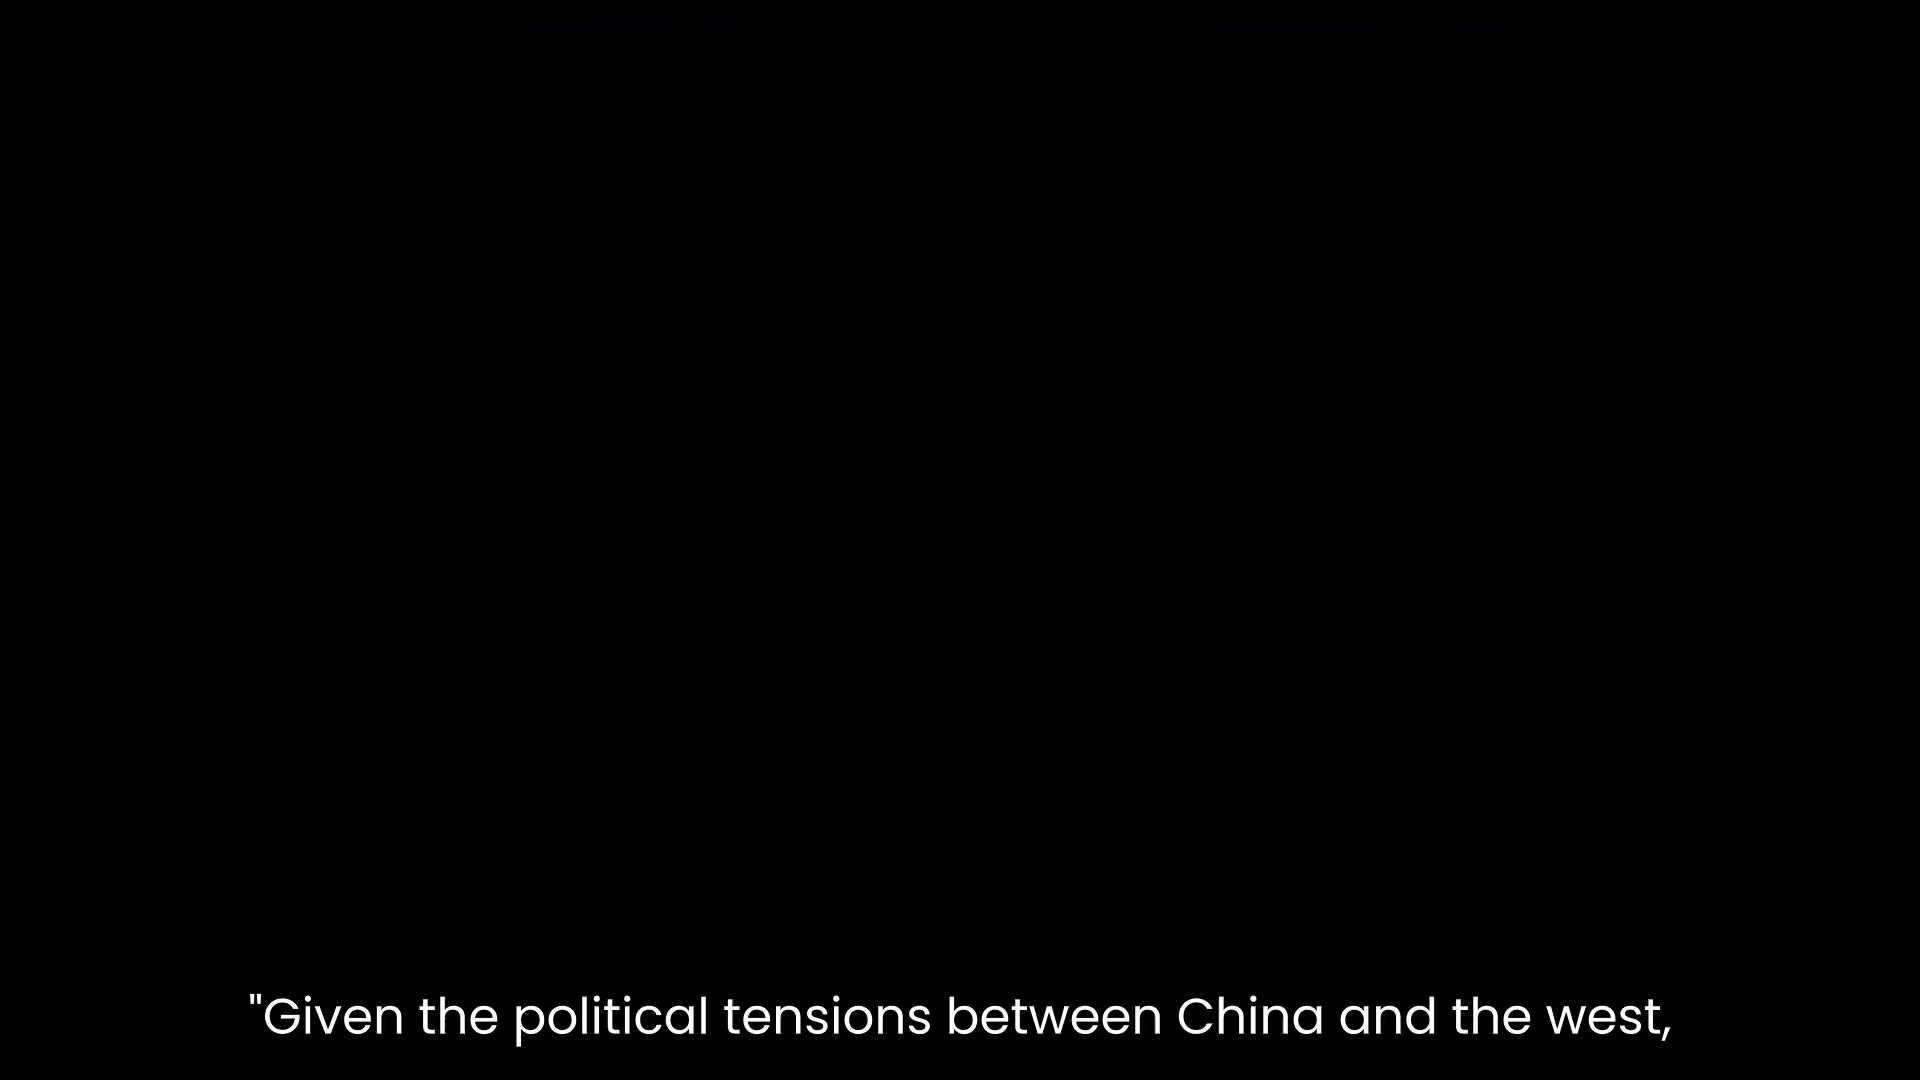 "Given the political tensions between China and the west,